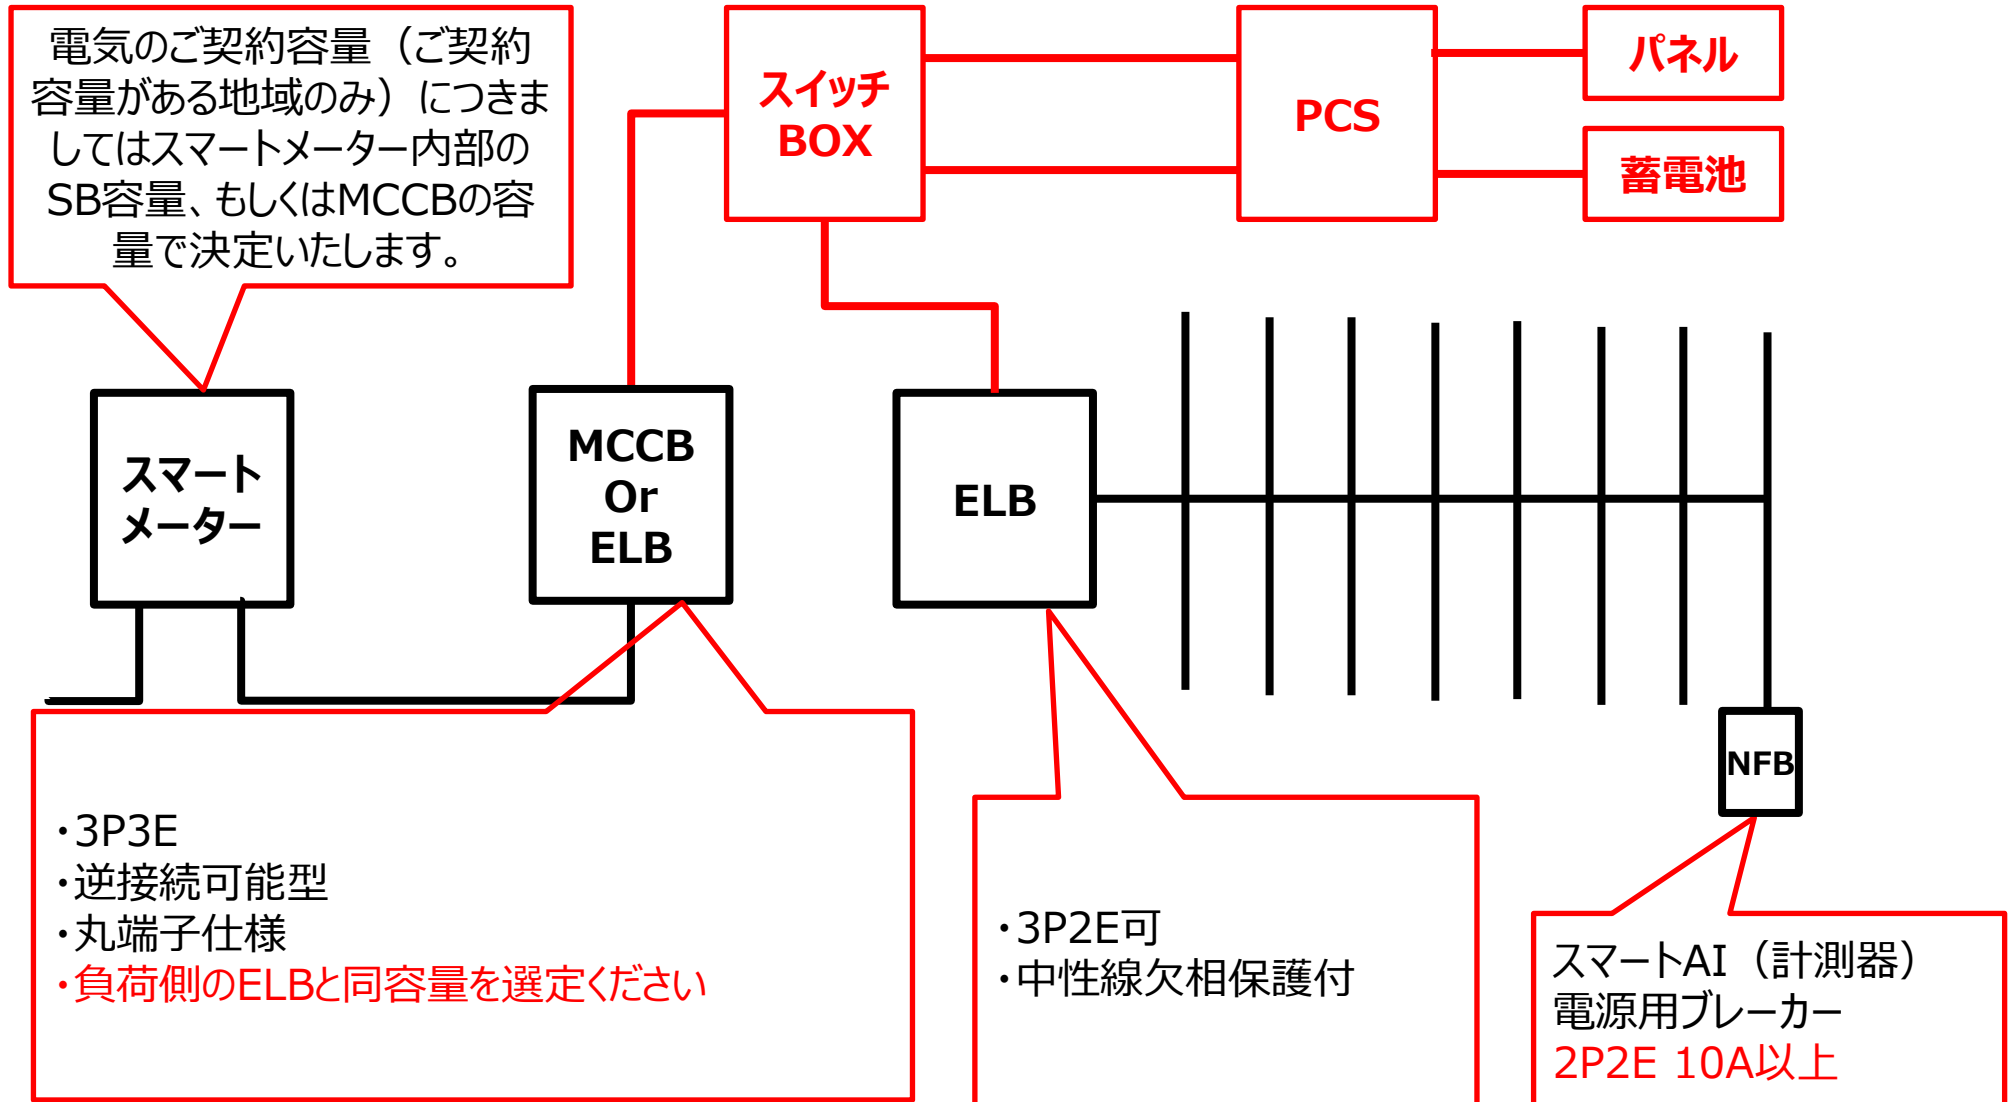 電気のご契約容量（ご契約
容量がある地域のみ）につきま
してはスマートメーター内部の
SB容量、もしくはMCCBの容
量で決定いたします。
スイッチ
BOX
PCS
パネル
蓄電池
スマート
メーター
MCCB
Or
ELB
ELB
NFB
・3P3E
・逆接続可能型
・丸端子仕様
・負荷側のELBと同容量を選定ください
・3P2E可
・中性線欠相保護付
スマートAI（計測器）
電源用ブレーカー
2P2E 10A以上